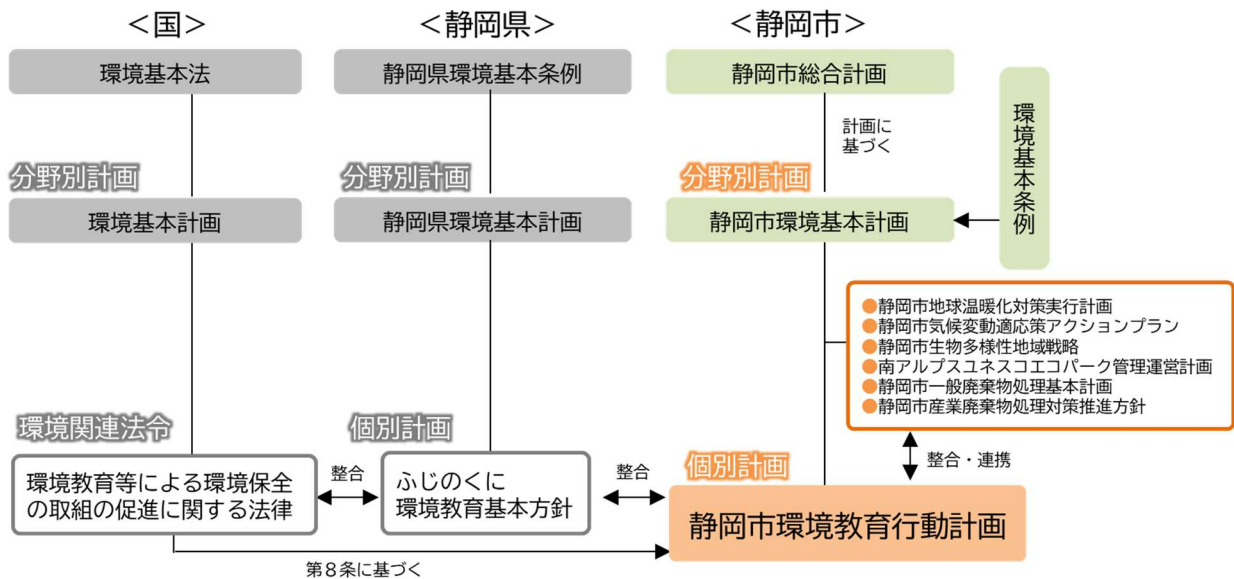 ＜国＞
＜静岡県＞
＜静岡市＞
環境基本法
静岡県環境基本条例
静岡市総合計画
計画に
基づく
環境基本条例
分野別計画
分野別計画
分野別計画
環境基本計画
静岡県環境基本計画
静岡市環境基本計画
●静岡市地球温暖化対策実行計画
●静岡市気候変動適応策アクションプラン
●静岡市生物多様性地域戦略
●南アルプスユネスコエコパーク管理運営計画
●静岡市一般廃棄物処理基本計画
●静岡市産業廃棄物処理対策推進方針
環境関連法令
個別計画
個別計画
整合・連携
環境教育等による環境保全
の取組の促進に関する法律
整合
ふじのくに
環境教育基本方針
整合
静岡市環境教育行動計画
第８条に基づく